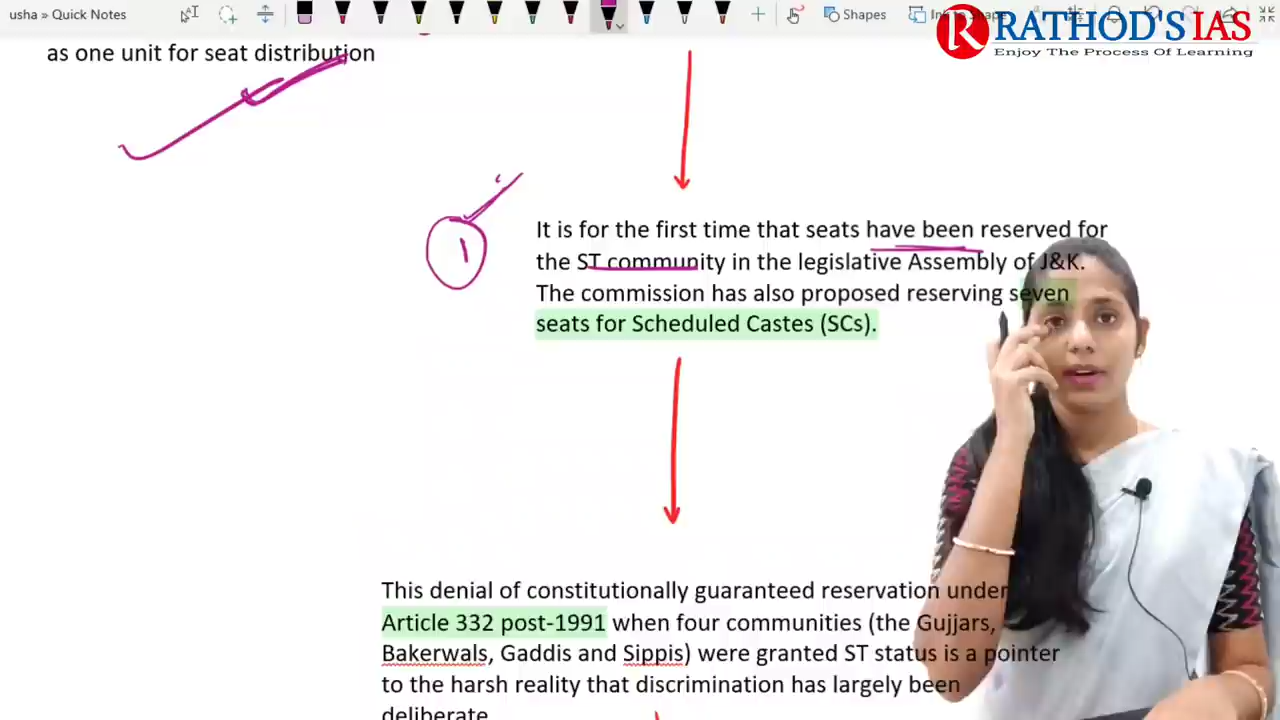 usha » Quick Notes
Shapes
RATHOD'S IAS
Enjoy The Process Of Learning
as one unit for seat distribution
1
It is for the first time that seats have been reserved for
the ST community in the legislative Assembly of J&K.
The commission has also proposed reserving seven
seats for Scheduled Castes (SCs).
This denial of constitutionally guaranteed reservation under
Article 332 post-1991 when four communities (the Gujjars,
Bakerwals, Gaddis and Sippis) were granted ST status is a pointer
to the harsh reality that discrimination has largely been
deliberate